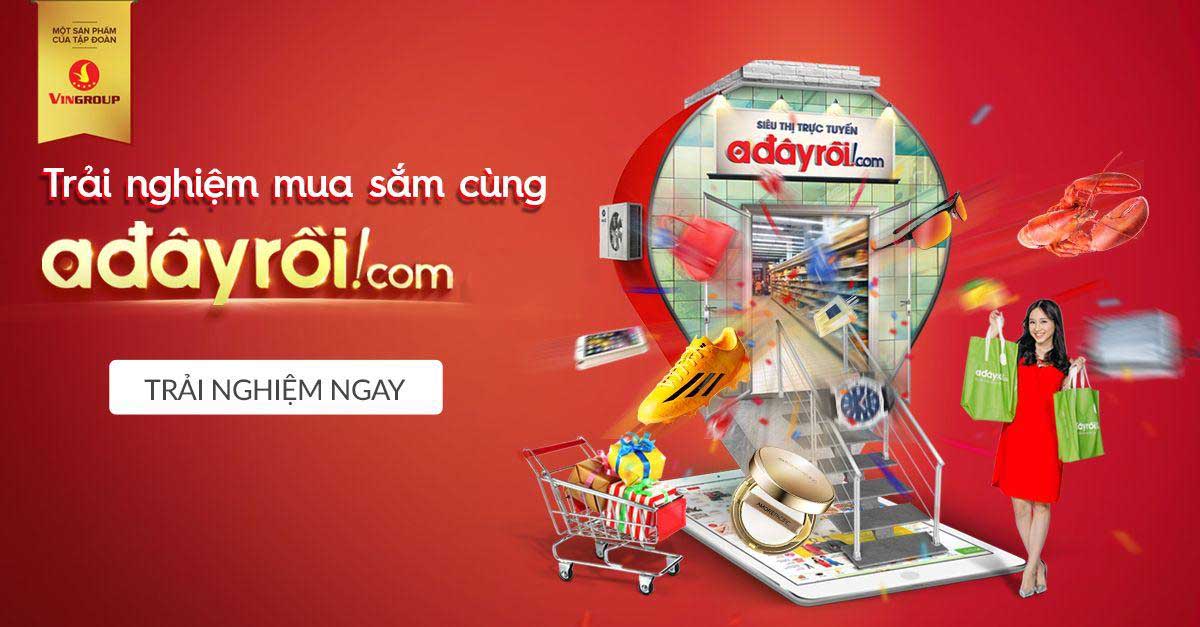 MỘT SẢN PHẨM
CỦA TẬP ĐOÀN
VINGROUP
Trải nghiệm mua sắm cùng
ađâyrồi!.com
TRẢI NGHIỆM NGAY
SIÊU THỊ TRỰC TUYẾN
ađâyrồi!.com
AMOREPACIFIC